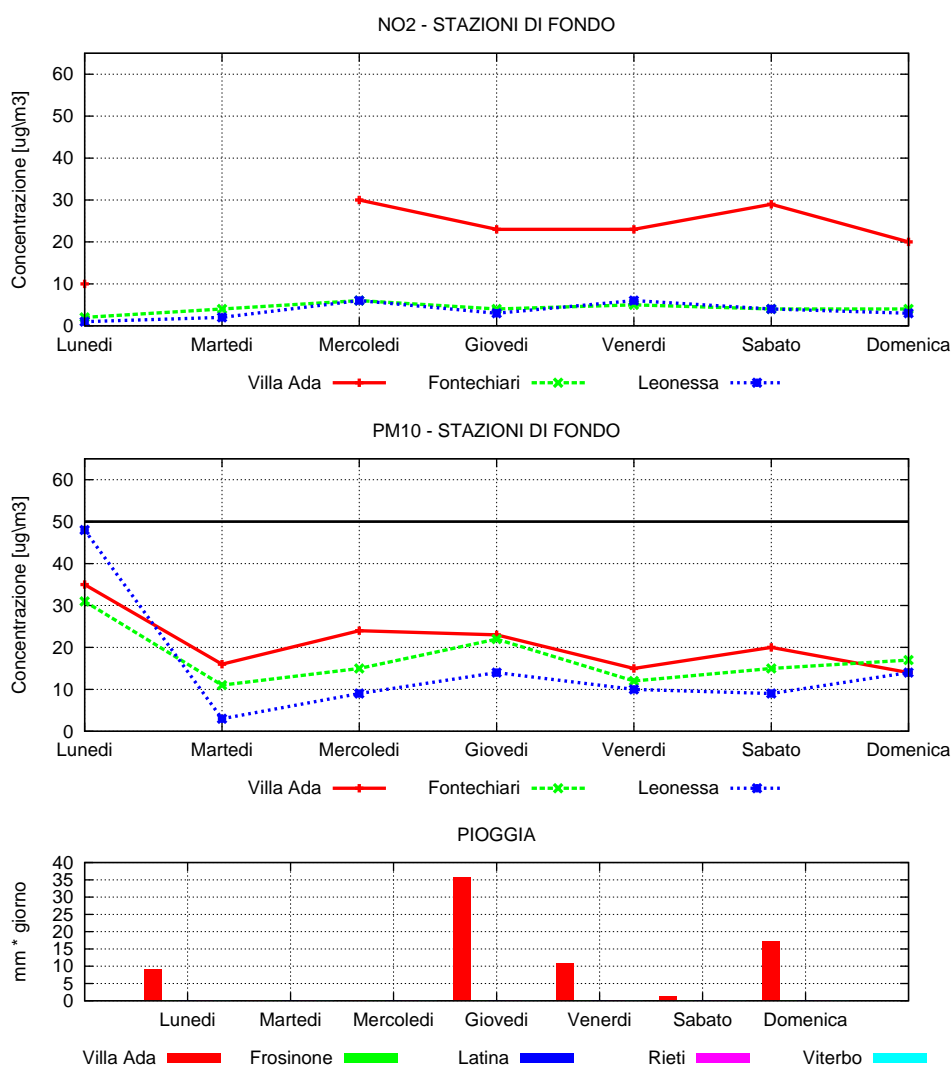 NO2 - STAZIONI DI FONDO
Concentrazione [ug\m3]
60
50
40
30
20
10
0
Lunedi Martedi Mercoledi Giovedi Venerdi Sabato Domenica
Villa Ada Fontechiari Leonessa
PM10 - STAZIONI DI FONDO
Concentrazione [ug\m3]
60
50
40
30
20
10
0
Lunedi Martedi Mercoledi Giovedi Venerdi Sabato Domenica
Villa Ada Fontechiari Leonessa
PIOGGIA
mm * giorno
40
35
30
25
20
15
10
5
0
Lunedi Martedi Mercoledi Giovedi Venerdi Sabato Domenica
Villa Ada Frosinone Latina Rieti Viterbo